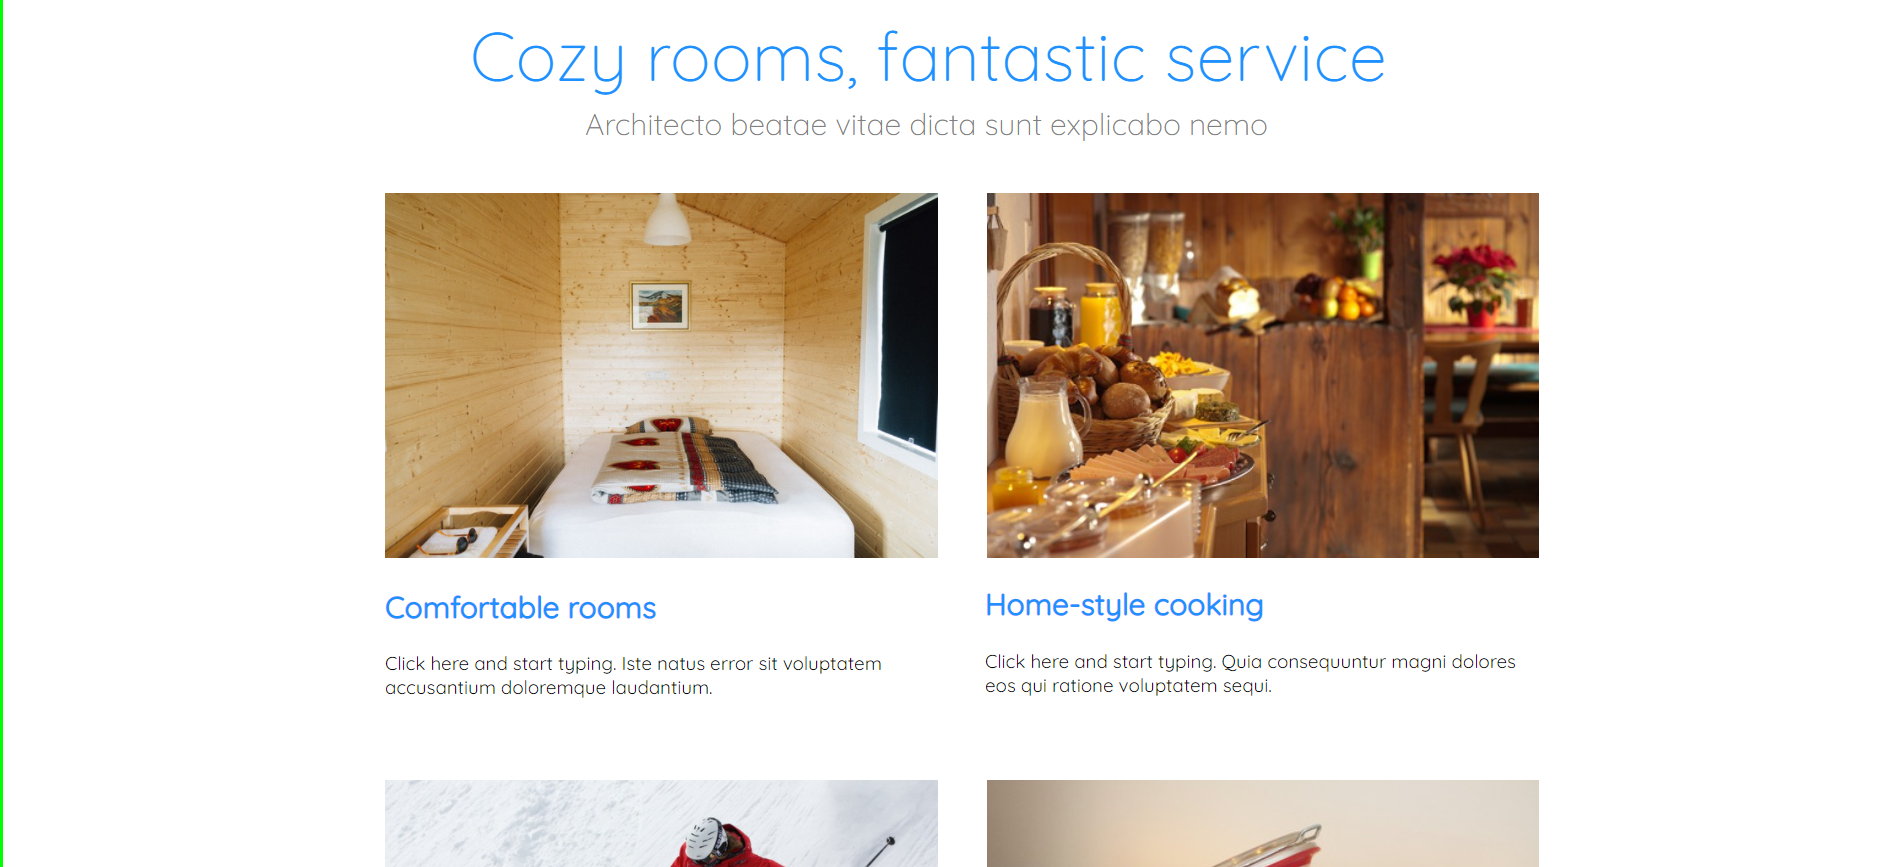 Cozy rooms, fantastic service
Architecto beatae vitae dicta sunt explicabo nemo
Comfortable rooms
Click here and start typing. Iste natus error sit voluptatem
accusantium doloremque laudantium.
Home-style cooking
Click here and start typing. Quia consequuntur magni dolores
eos qui ratione voluptatem sequi.